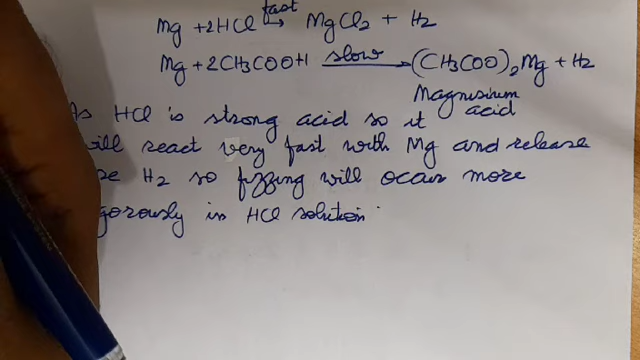 fast
Mg + 2HCl → MgCl2 + H2
Mg + 2CH3COOH slow→ (CH3COO)2Mg + H2
Magnesium
acid
As HCl is strong acid so it
will react very fast with Mg and release
H2 so fizzing will occur more
gorously in HCl solution